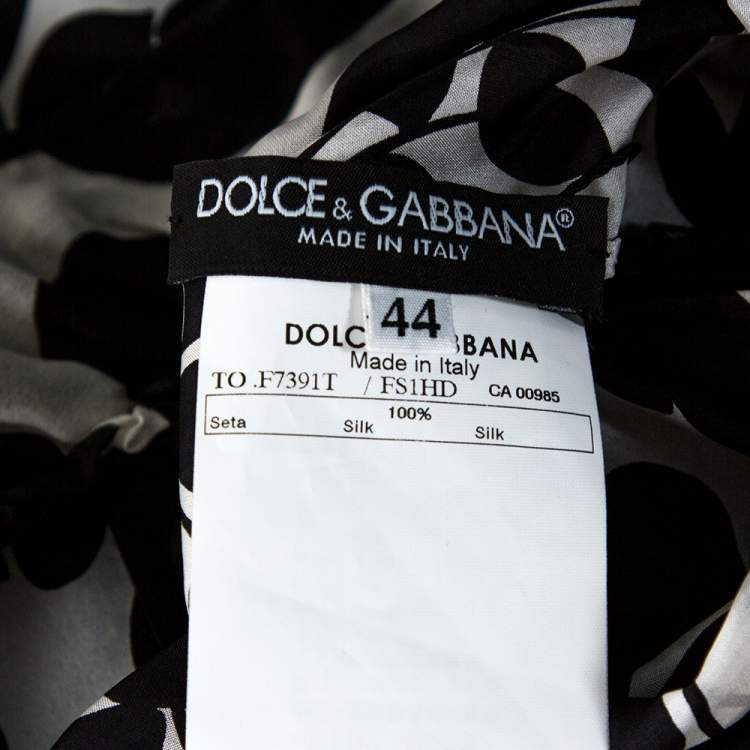 DOLCE & GABBANA®
MADE IN ITALY
44
DOLC BBANA
Made in Italy
TO .F7391T / FS1HD CA 00985
100%
Seta Silk Silk